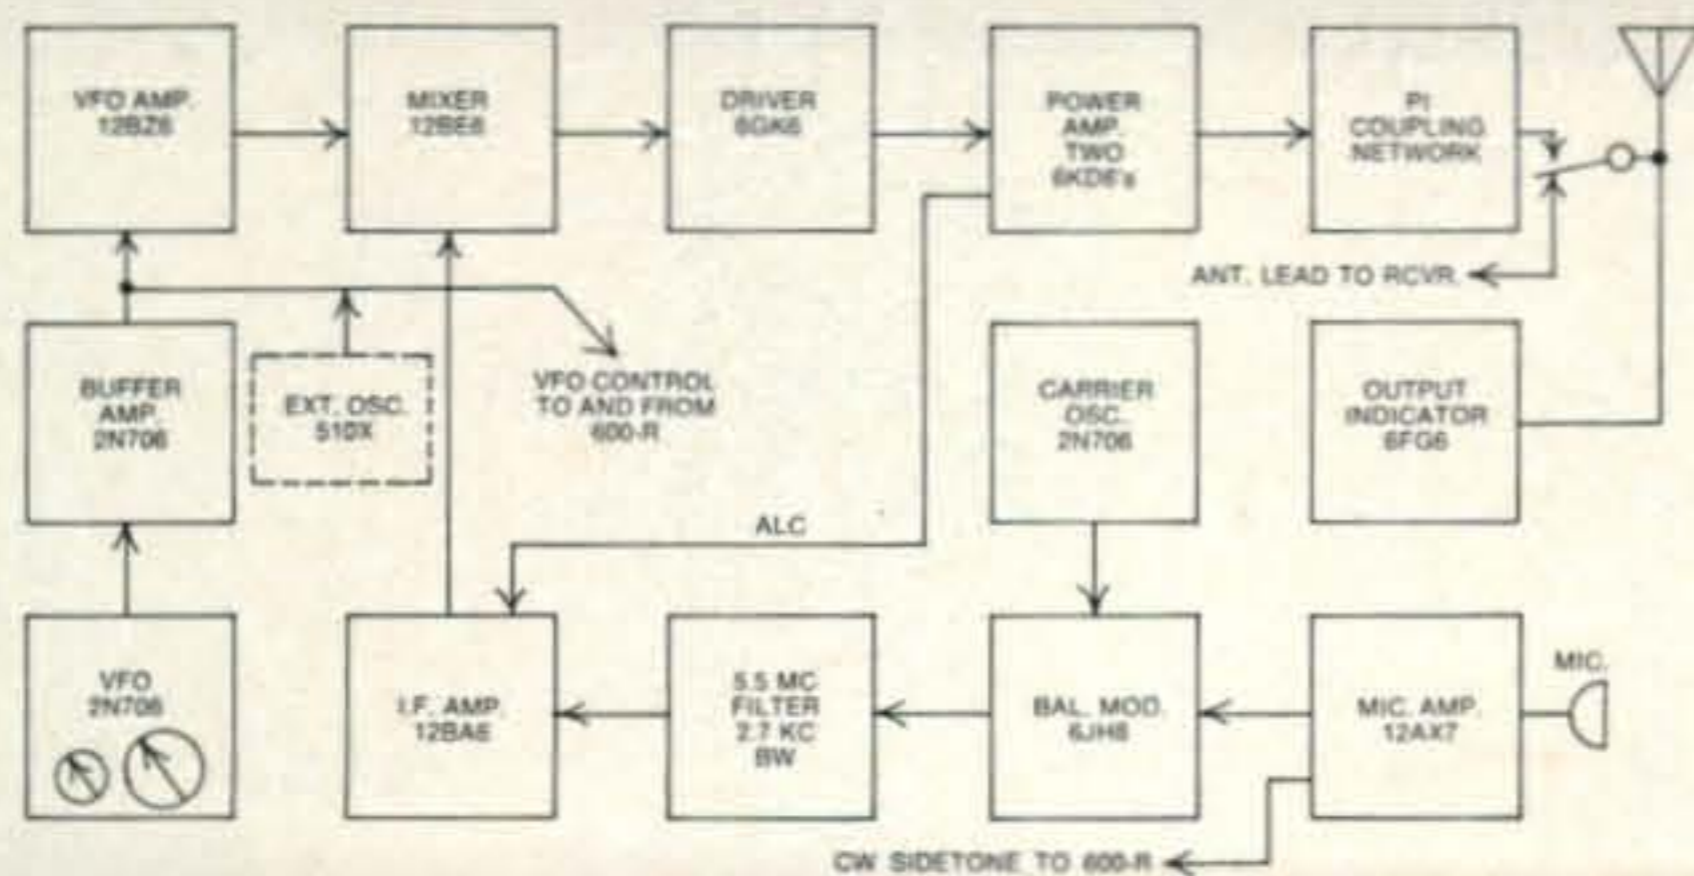 VFO AMP.
12BZ6
MIXER
12BE6
DRIVER
6GK6
POWER
AMP.
TWO
6KD6's
PI
COUPLING
NETWORK
ANT. LEAD TO RCVR.
BUFFER
AMP.
2N706
EXT. OSC.
510X
VFO CONTROL
TO AND FROM
600-R
CARRIER
OSC.
2N706
OUTPUT
INDICATOR
6FG6
ALC
VFO
2N706
I.F. AMP.
12BA6
5.5 MC
FILTER
2.7 KC
BW
BAL. MOD.
6JH8
MIC. AMP.
12AX7
MIC.
CW SIDETONE TO 600-R